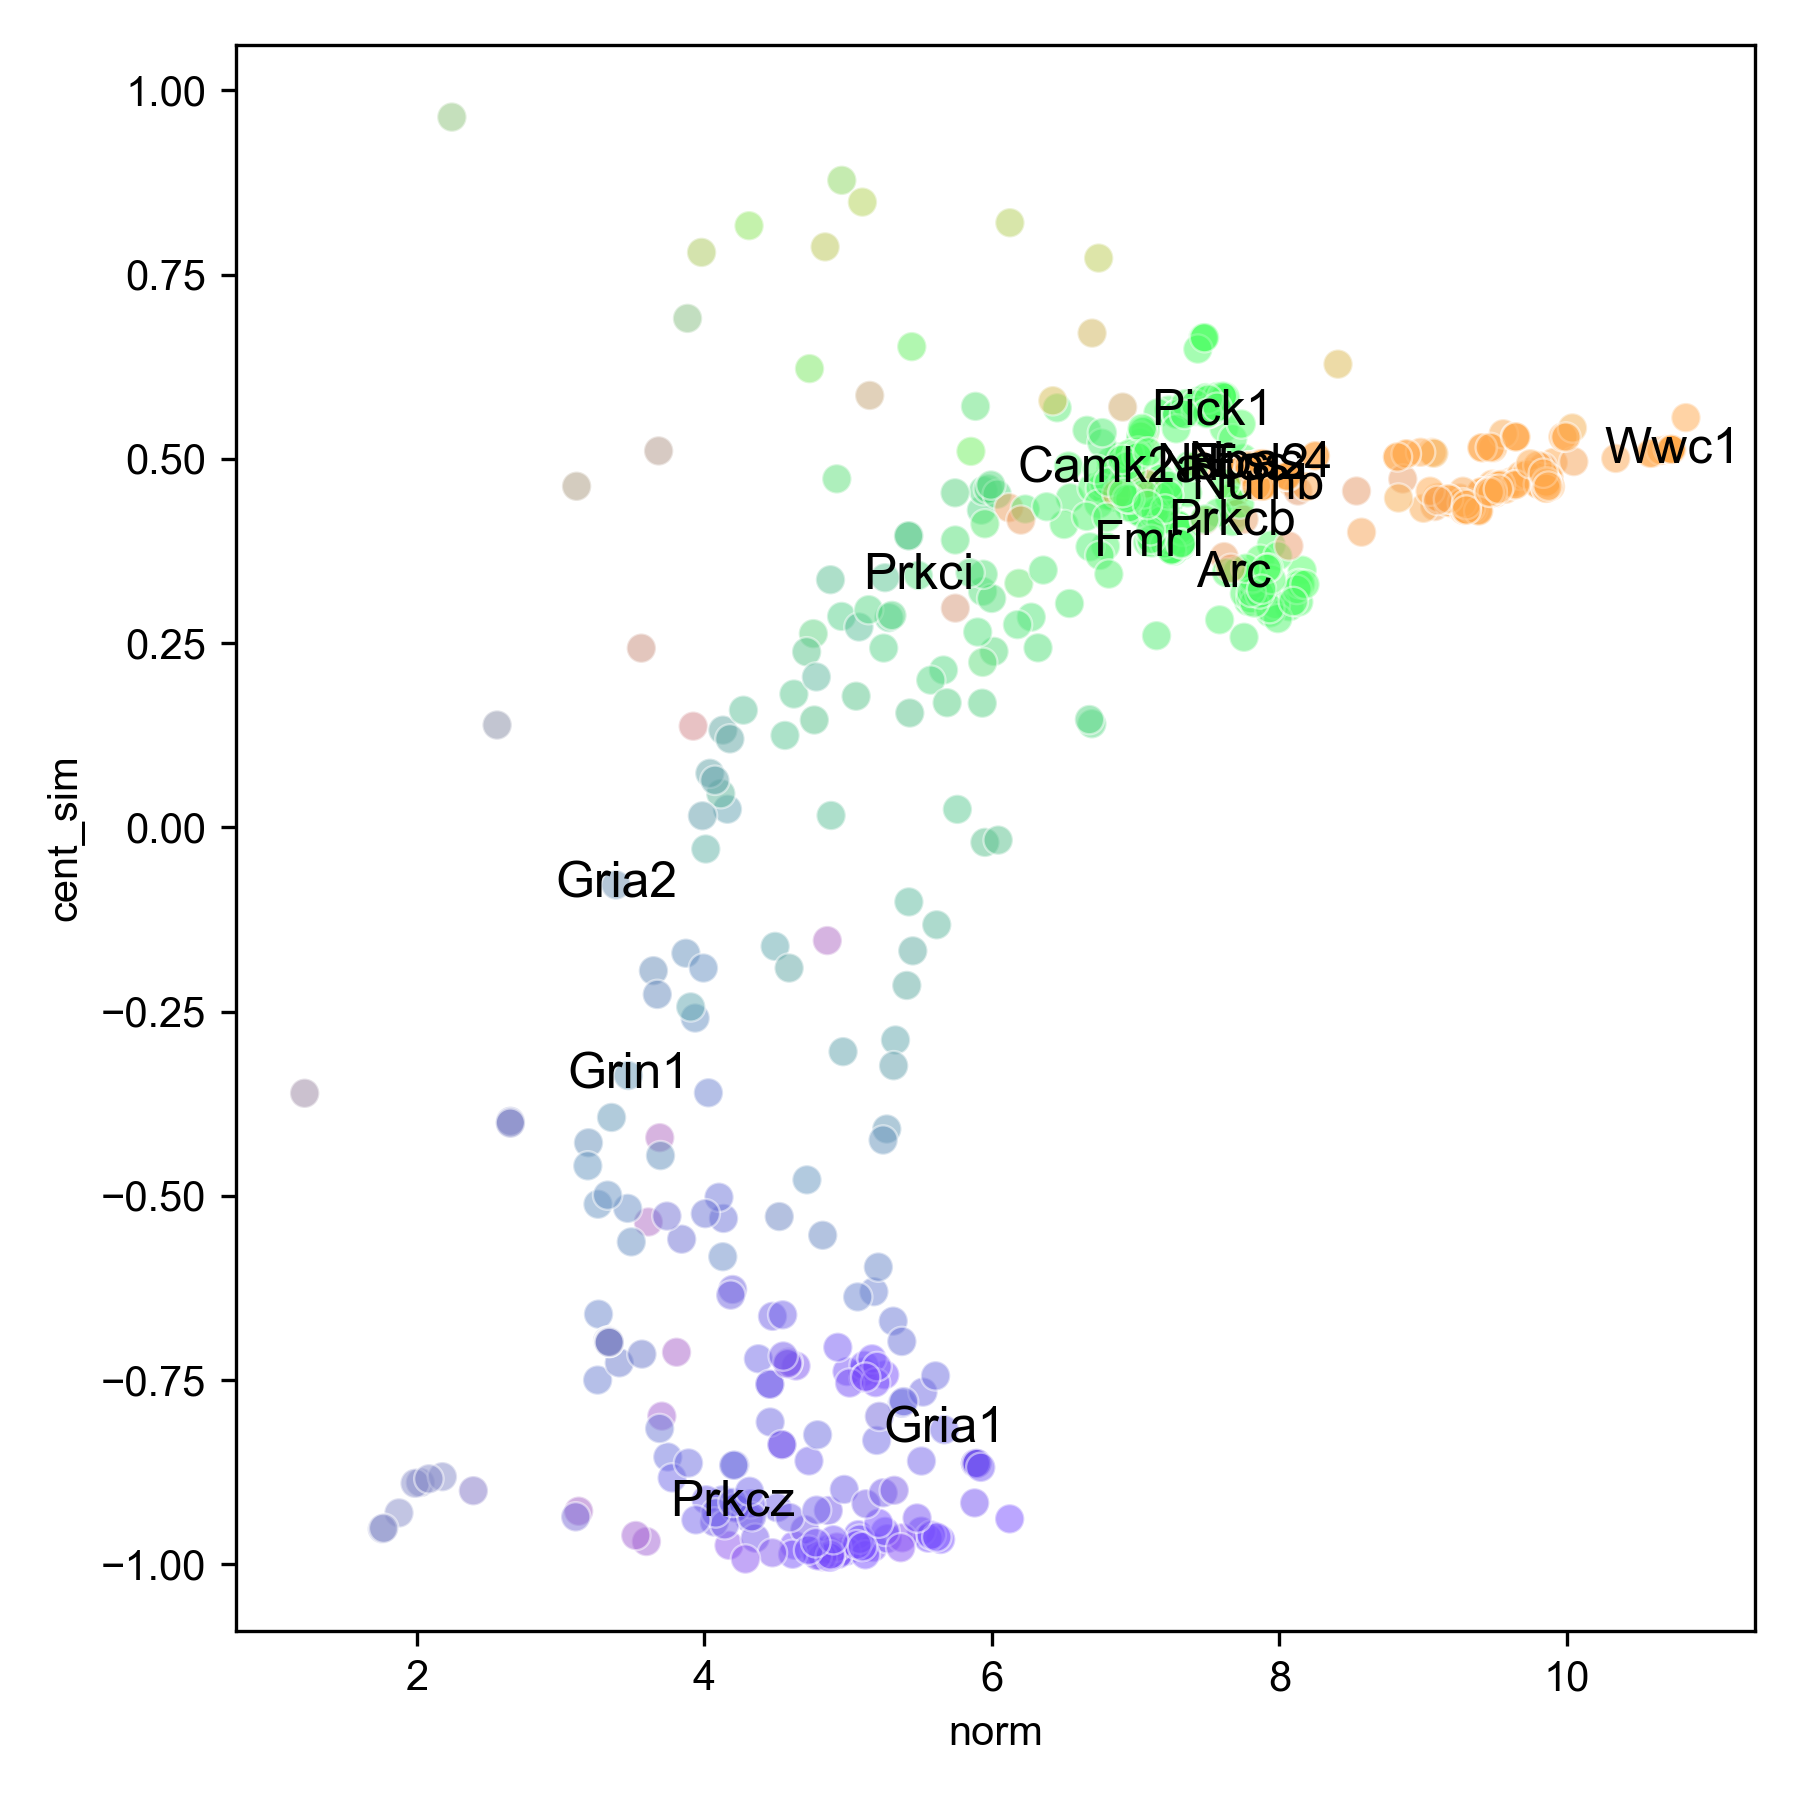 1.00
0.75
0.50
0.25
0.00
−0.25
−0.50
−0.75
−1.00
cent_sim
Pick1
Wwc1
Camk2a
Numb
Prkcb
Fmr1
Arc
Prkci
Gria2
Grin1
Gria1
Prkcz
2
4
6
8
10
norm